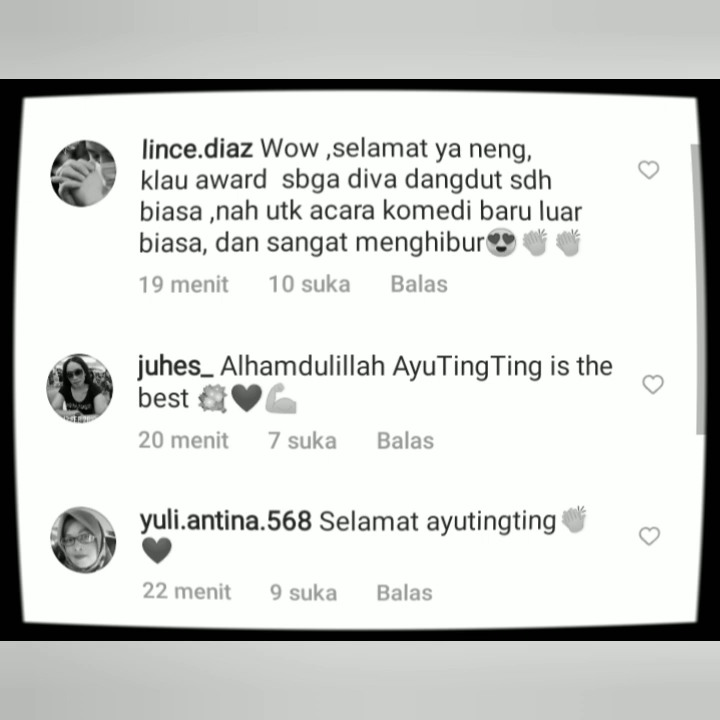 lince.diaz Wow ,selamat ya neng,
klau award sbga diva dangdut sdh
biasa ,nah utk acara komedi baru luar
biasa, dan sangat menghibur😍👏👏
19 menit 10 suka Balas
juhes_ Alhamdulillah AyuTingTing is the
best 💐🖤💪
20 menit 7 suka Balas
yuli.antina.568 Selamat ayutingting👏
🖤
22 menit 9 suka Balas